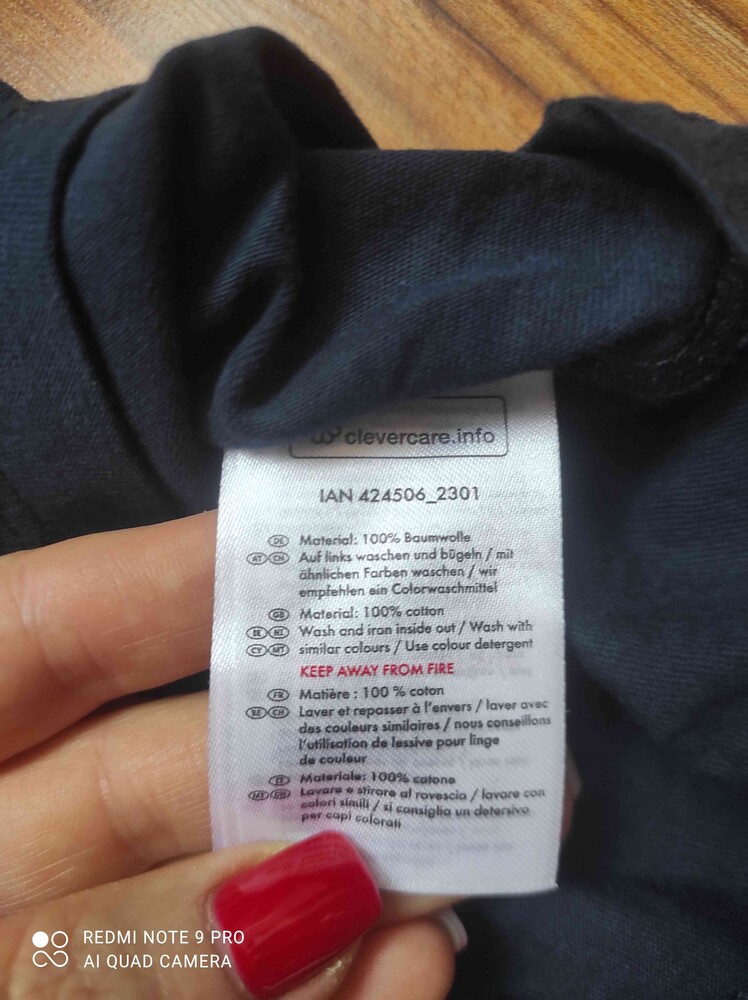 clevercare.info
IAN 424506_2301
DE Material: 100% Baumwolle
AT CH Auf links waschen und bügeln / mit
ähnlichen Farben waschen / wir
empfehlen ein Colorwaschmittel
GB Material: 100% cotton
IE NI Wash and iron inside out / Wash with
CY MT similar colours / Use colour detergent
KEEP AWAY FROM FIRE
FR Matière : 100 % coton
BE CH Laver et repasser à l'envers / laver avec
des couleurs similaires / nous conseillons
l'utilisation de lessive pour linge
de couleur
IT Materiale: 100% cotone
MT CH Lavare e stirare al rovescio / lavare con
colori simili / si consiglia un detersivo
per capi colorati
REDMI NOTE 9 PRO
AI QUAD CAMERA